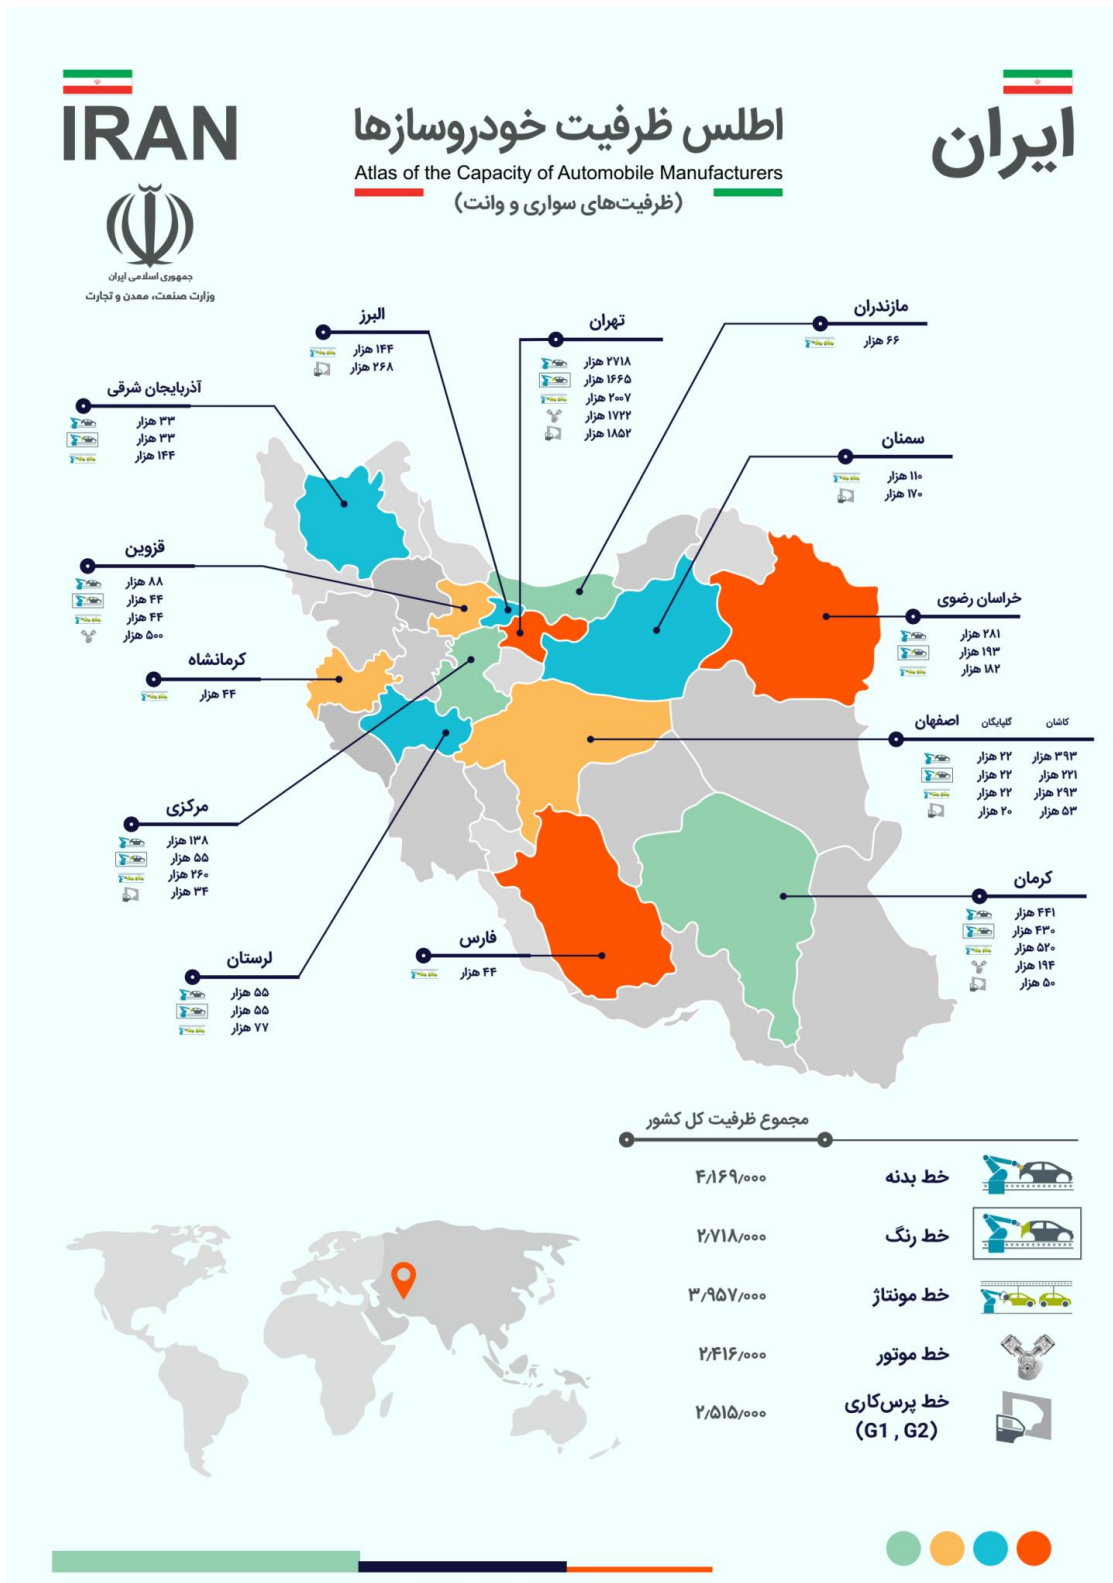 IRAN
جمهوری اسلامی ایران
وزارت صنعت، معدن و تجارت
اطلس ظرفیت خودروسازها
Atlas of the Capacity of Automobile Manufacturers
(ظرفیت‌های سواری و وانت)
ایران
مازندران
۶۶ هزار
تهران
۲۷۱۸ هزار
۱۶۶۵ هزار
۲۰۰۷ هزار
۱۷۲۲ هزار
۱۸۵۲ هزار
البرز
۱۴۴ هزار
۲۶۸ هزار
آذربایجان شرقی
۳۳ هزار
۳۳ هزار
۱۴۴ هزار
سمنان
۱۱۰ هزار
۱۷۰ هزار
قزوین
۸۸ هزار
۴۴ هزار
۴۴ هزار
۵۰۰ هزار
خراسان رضوی
۲۸۱ هزار
۱۹۳ هزار
۱۸۲ هزار
کرمانشاه
۴۴ هزار
کاشان گلپایگان اصفهان
۳۹۳ هزار ۲۲ هزار
۲۲۱ هزار ۲۲ هزار
۲۹۳ هزار ۲۲ هزار
۵۳ هزار ۲۰ هزار
مرکزی
۱۳۸ هزار
۵۵ هزار
۲۶۰ هزار
۳۴ هزار
کرمان
۴۴۱ هزار
۴۳۰ هزار
۵۲۰ هزار
۱۹۴ هزار
۵۰ هزار
فارس
۴۴ هزار
لرستان
۵۵ هزار
۵۵ هزار
۷۷ هزار
مجموع ظرفیت کل کشور
خط بدنه ۴/۱۶۹/۰۰۰
خط رنگ ۲/۷۱۸/۰۰۰
خط مونتاژ ۳/۹۵۷/۰۰۰
خط موتور ۲/۴۱۶/۰۰۰
خط پرس‌کاری ۲/۵۱۵/۰۰۰
(G1 , G2)